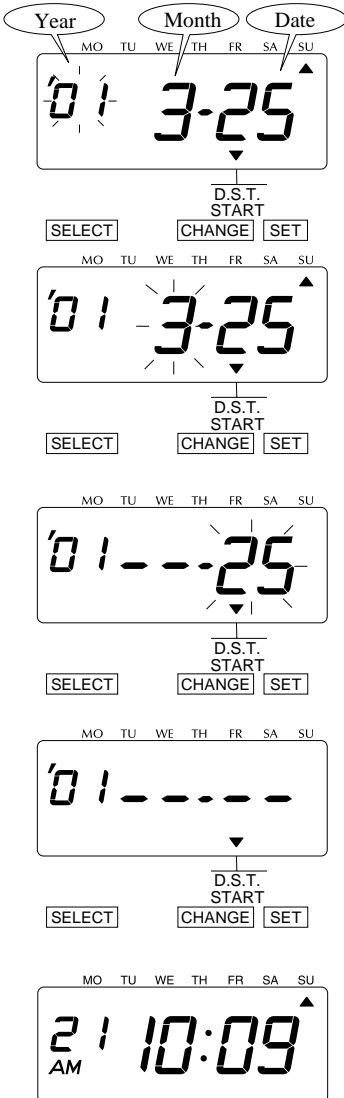 Year Month Date
MO TU WE TH FR SA SU
'01 3-25
D.S.T.
START
SELECT CHANGE SET
MO TU WE TH FR SA SU
'01 3-25
D.S.T.
START
SELECT CHANGE SET
MO TU WE TH FR SA SU
'01 --.25
D.S.T.
START
SELECT CHANGE SET
MO TU WE TH FR SA SU
'01 --.--
D.S.T.
START
SELECT CHANGE SET
MO TU WE TH FR SA SU
21 10:09
AM